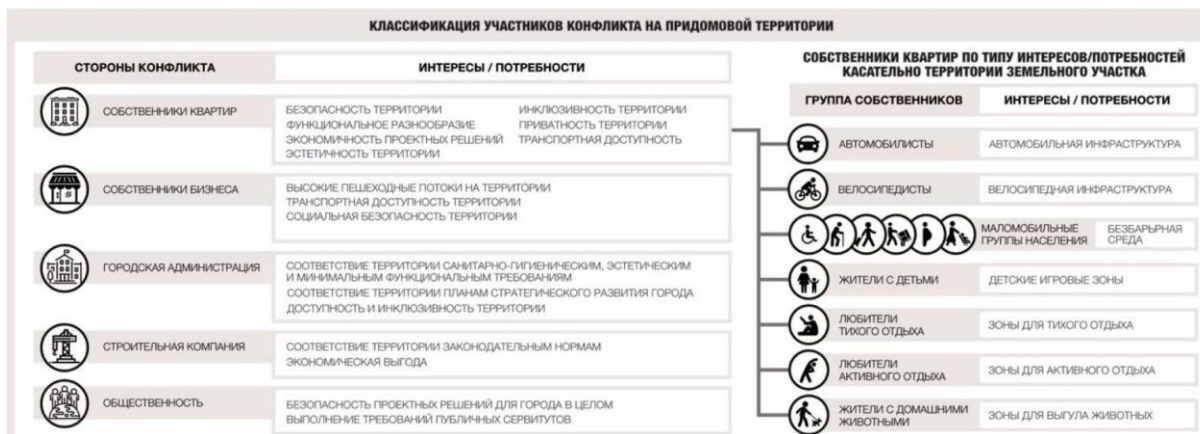 КЛАССИФИКАЦИЯ УЧАСТНИКОВ КОНФЛИКТА НА ПРИДОМОВОЙ ТЕРРИТОРИИ
СТОРОНЫ КОНФЛИКТА
ИНТЕРЕСЫ / ПОТРЕБНОСТИ
СОБСТВЕННИКИ КВАРТИР
БЕЗОПАСНОСТЬ ТЕРРИТОРИИ
ФУНКЦИОНАЛЬНОЕ РАЗНООБРАЗИЕ
ЭКОНОМИЧНОСТЬ ПРОЕКТНЫХ РЕШЕНИЙ
ЭСТЕТИЧНОСТЬ ТЕРРИТОРИИ
ИНКЛЮЗИВНОСТЬ ТЕРРИТОРИИ
ПРИВАТНОСТЬ ТЕРРИТОРИИ
ТРАНСПОРТНАЯ ДОСТУПНОСТЬ
СОБСТВЕННИКИ БИЗНЕСА
ВЫСОКИЕ ПЕШЕХОДНЫЕ ПОТОКИ НА ТЕРРИТОРИИ
ТРАНСПОРТНАЯ ДОСТУПНОСТЬ ТЕРРИТОРИИ
СОЦИАЛЬНАЯ БЕЗОПАСНОСТЬ ТЕРРИТОРИИ
ГОРОДСКАЯ АДМИНИСТРАЦИЯ
СООТВЕТСТВИЕ ТЕРРИТОРИИ САНИТАРНО-ГИГИЕНИЧЕСКИМ, ЭСТЕТИЧЕСКИМ
И МИНИМАЛЬНЫМ ФУНКЦИОНАЛЬНЫМ ТРЕБОВАНИЯМ
СООТВЕТСТВИЕ ТЕРРИТОРИИ ПЛАНАМ СТРАТЕГИЧЕСКОГО РАЗВИТИЯ ГОРОДА
ДОСТУПНОСТЬ И ИНКЛЮЗИВНОСТЬ ТЕРРИТОРИИ
СТРОИТЕЛЬНАЯ КОМПАНИЯ
СООТВЕТСТВИЕ ТЕРРИТОРИИ ЗАКОНОДАТЕЛЬНЫМ НОРМАМ
ЭКОНОМИЧЕСКАЯ ВЫГОДА
ОБЩЕСТВЕННОСТЬ
БЕЗОПАСНОСТЬ ПРОЕКТНЫХ РЕШЕНИЙ ДЛЯ ГОРОДА В ЦЕЛОМ
ВЫПОЛНЕНИЕ ТРЕБОВАНИЙ ПУБЛИЧНЫХ СЕРВИТУТОВ
СОБСТВЕННИКИ КВАРТИР ПО ТИПУ ИНТЕРЕСОВ/ПОТРЕБНОСТЕЙ
КАСАТЕЛЬНО ТЕРРИТОРИИ ЗЕМЕЛЬНОГО УЧАСТКА
ГРУППА СОБСТВЕННИКОВ
ИНТЕРЕСЫ / ПОТРЕБНОСТИ
АВТОМОБИЛИСТЫ
АВТОМОБИЛЬНАЯ ИНФРАСТРУКТУРА
ВЕЛОСИПЕДИСТЫ
ВЕЛОСИПЕДНАЯ ИНФРАСТРУКТУРА
МАЛОМОБИЛЬНЫЕ
ГРУППЫ НАСЕЛЕНИЯ
БЕЗБАРЬРНАЯ
СРЕДА
ЖИТЕЛИ С ДЕТЬМИ
ДЕТСКИЕ ИГРОВЫЕ ЗОНЫ
ЛЮБИТЕЛИ
ТИХОГО ОТДЫХА
ЗОНЫ ДЛЯ ТИХОГО ОТДЫХА
ЛЮБИТЕЛИ
АКТИВНОГО ОТДЫХА
ЗОНЫ ДЛЯ АКТИВНОГО ОТДЫХА
ЖИТЕЛИ С ДОМАШНИМИ
ЖИВОТНЫМИ
ЗОНЫ ДЛЯ ВЫГУЛА ЖИВОТНЫХ